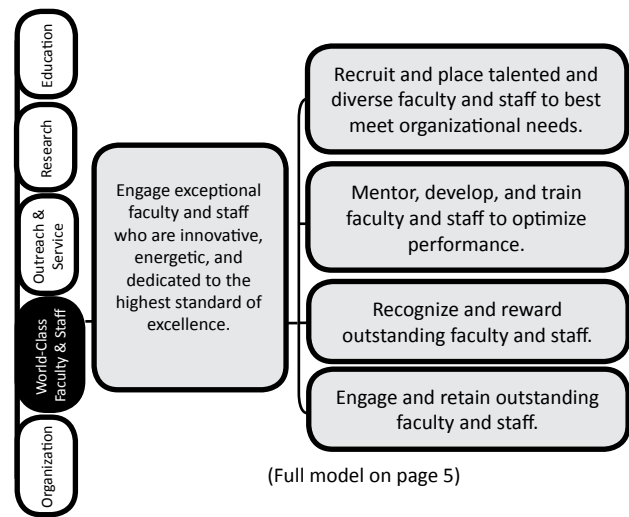 Education
Research
Outreach &
Service
World-Class
Faculty & Staff
Organization
Engage exceptional
faculty and staff
who are innovative,
energetic, and
dedicated to the
highest standard of
excellence.
Recruit and place talented and
diverse faculty and staff to best
meet organizational needs.
Mentor, develop, and train
faculty and staff to optimize
performance.
Recognize and reward
outstanding faculty and staff.
Engage and retain outstanding
faculty and staff.
(Full model on page 5)